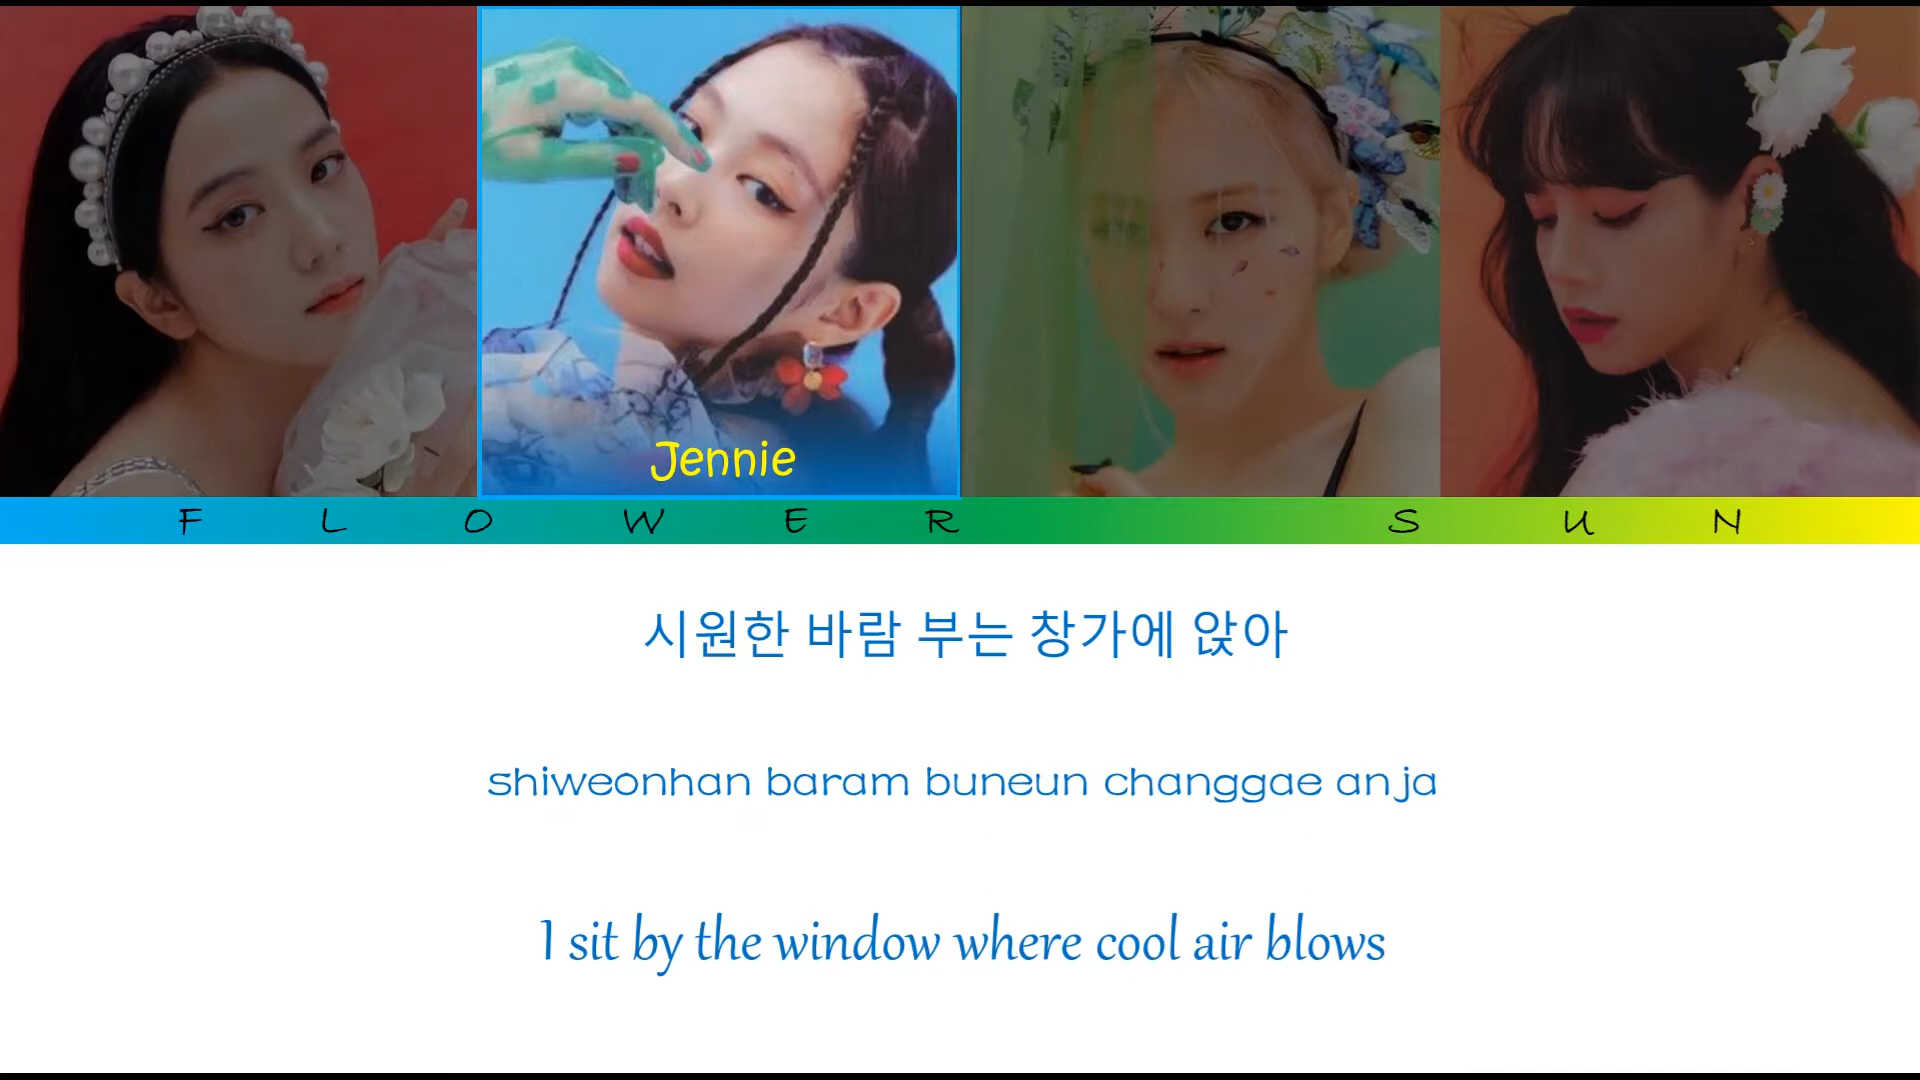 Jennie
F L O W E R S U N
시원한 바람 부는 창가에 앉아
shiweonhan baram buneun changgae anja
I sit by the window where cool air blows